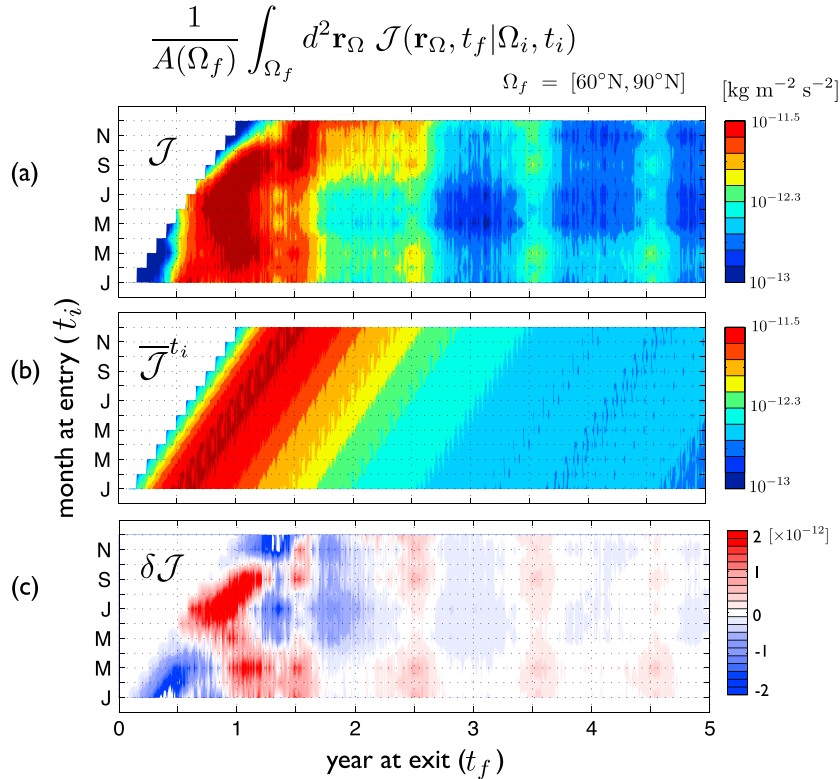 1/A(Ω_f) ∫_{Ω_f} d²r_Ω 𝒥(r_Ω, t_f|Ω_i, t_i)
Ω_f = [60°N, 90°N]
[kg m⁻² s⁻²]
(a)
𝒥
N
S
J
M
M
J
10^{-11.5}
10^{-12.3}
10^{-13}
month at entry (t_i)
(b)
\overline{𝒥}^{t_i}
N
S
J
M
M
J
10^{-11.5}
10^{-12.3}
10^{-13}
(c)
δ𝒥
N
S
J
M
M
J
2 [×10⁻¹²]
1
0
-1
-2
0 1 2 3 4 5
year at exit (t_f)